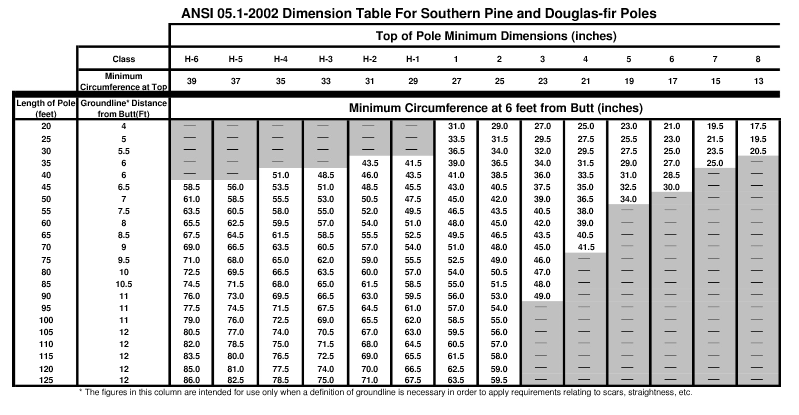 ANSI 05.1-2002 Dimension Table For Southern Pine and Douglas-fir Poles
Top of Pole Minimum Dimensions (inches)
Class H-6 H-5 H-4 H-3 H-2 H-1 1 2 3 4 5 6 7 8
Minimum
Circumference at Top 39 37 35 33 31 29 27 25 23 21 19 17 15 13
Length of Pole Groundline* Distance Minimum Circumference at 6 feet from Butt (inches)
(feet) from Butt(Ft)
20 4 — — — — — — 31.0 29.0 27.0 25.0 23.0 21.0 19.5 17.5
25 5 — — — — — — 33.5 31.5 29.5 27.5 25.5 23.0 21.5 19.5
30 5.5 — — — — — — 36.5 34.0 32.0 29.5 27.5 25.0 23.5 20.5
35 6 — — — — 43.5 41.5 39.0 36.5 34.0 31.5 29.0 27.0 25.0 —
40 6 — — 51.0 48.5 46.0 43.5 41.0 38.5 36.0 33.5 31.0 28.5 — —
45 6.5 58.5 56.0 53.5 51.0 48.5 45.5 43.0 40.5 37.5 35.0 32.5 30.0 — —
50 7 61.0 58.5 55.5 53.0 50.5 47.5 45.0 42.0 39.0 36.5 34.0 — — —
55 7.5 63.5 60.5 58.0 55.0 52.0 49.5 46.5 43.5 40.5 38.0 — — — —
60 8 65.5 62.5 59.5 57.0 54.0 51.0 48.0 45.0 42.0 39.0 — — — —
65 8.5 67.5 64.5 61.5 58.5 55.5 52.5 49.5 46.5 43.5 40.5 — — — —
70 9 69.0 66.5 63.5 60.5 57.0 54.0 51.0 48.0 45.0 41.5 — — — —
75 9.5 71.0 68.0 65.0 62.0 59.0 55.5 52.5 49.0 46.0 — — — — —
80 10 72.5 69.5 66.5 63.5 60.0 57.0 54.0 50.5 47.0 — — — — —
85 10.5 74.5 71.5 68.0 65.0 61.5 58.5 55.0 51.5 48.0 — — — — —
90 11 76.0 73.0 69.5 66.5 63.0 59.5 56.0 53.0 49.0 — — — — —
95 11 77.5 74.5 71.5 67.5 64.5 61.0 57.0 54.0 — — — — — —
100 11 79.0 76.0 72.5 69.0 65.5 62.0 58.5 55.0 — — — — — —
105 12 80.5 77.0 74.0 70.5 67.0 63.0 59.5 56.0 — — — — — —
110 12 82.0 78.5 75.0 71.5 68.0 64.5 60.5 57.0 — — — — — —
115 12 83.5 80.0 76.5 72.5 69.0 65.5 61.5 58.0 — — — — — —
120 12 85.0 81.0 77.5 74.0 70.0 66.5 62.5 59.0 — — — — — —
125 12 86.0 82.5 78.5 75.0 71.0 67.5 63.5 59.5 — — — — — —
* The figures in this column are intended for use only when a definition of groundline is necessary in order to apply requirements relating to scars, straightness, etc.